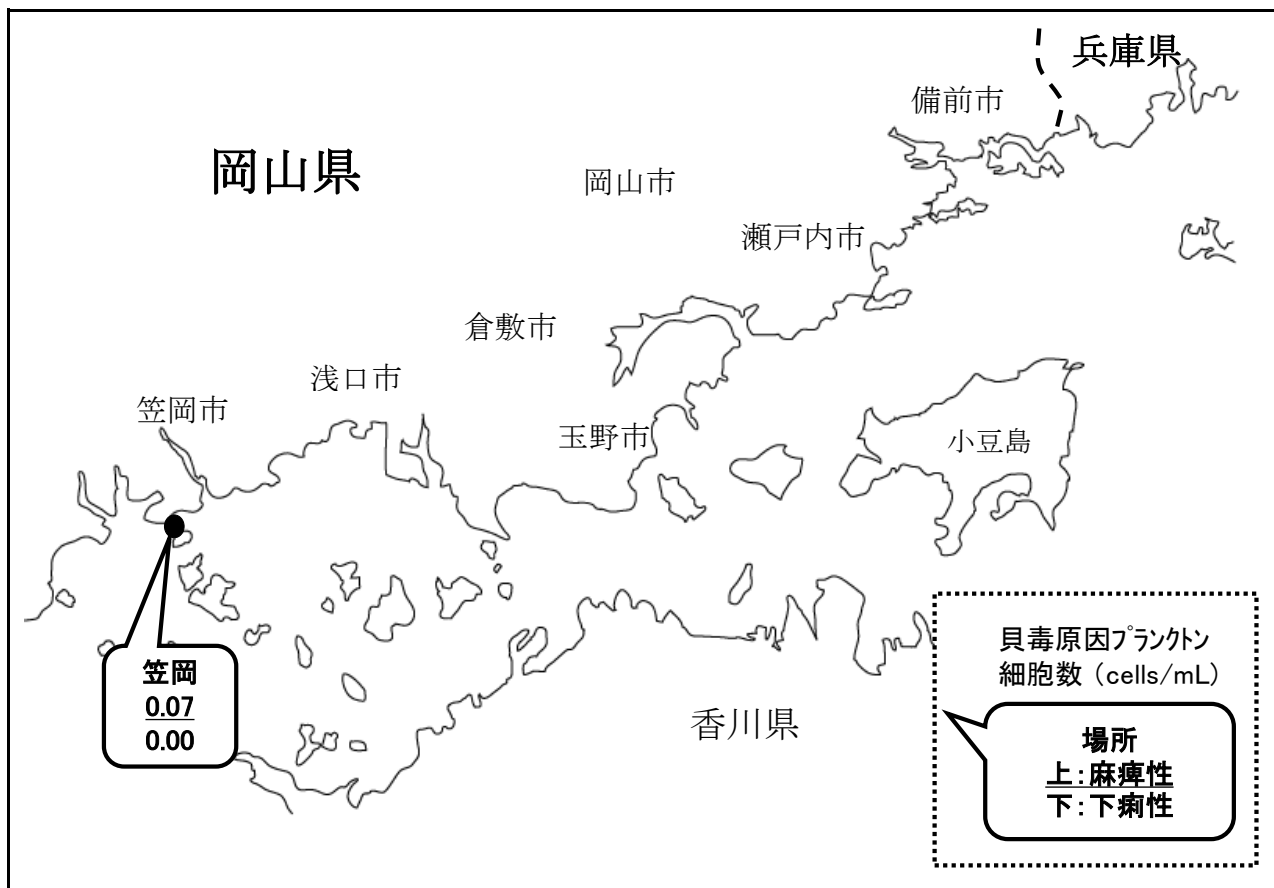 兵庫県
備前市
岡山県
岡山市
瀬戸内市
倉敷市
浅口市
笠岡市
玉野市
小豆島
笠岡
0.07
0.00
香川県
貝毒原因ﾌﾟﾗﾝｸﾄﾝ
細胞数（cells/mL)
場所
上：麻痺性
下：下痢性